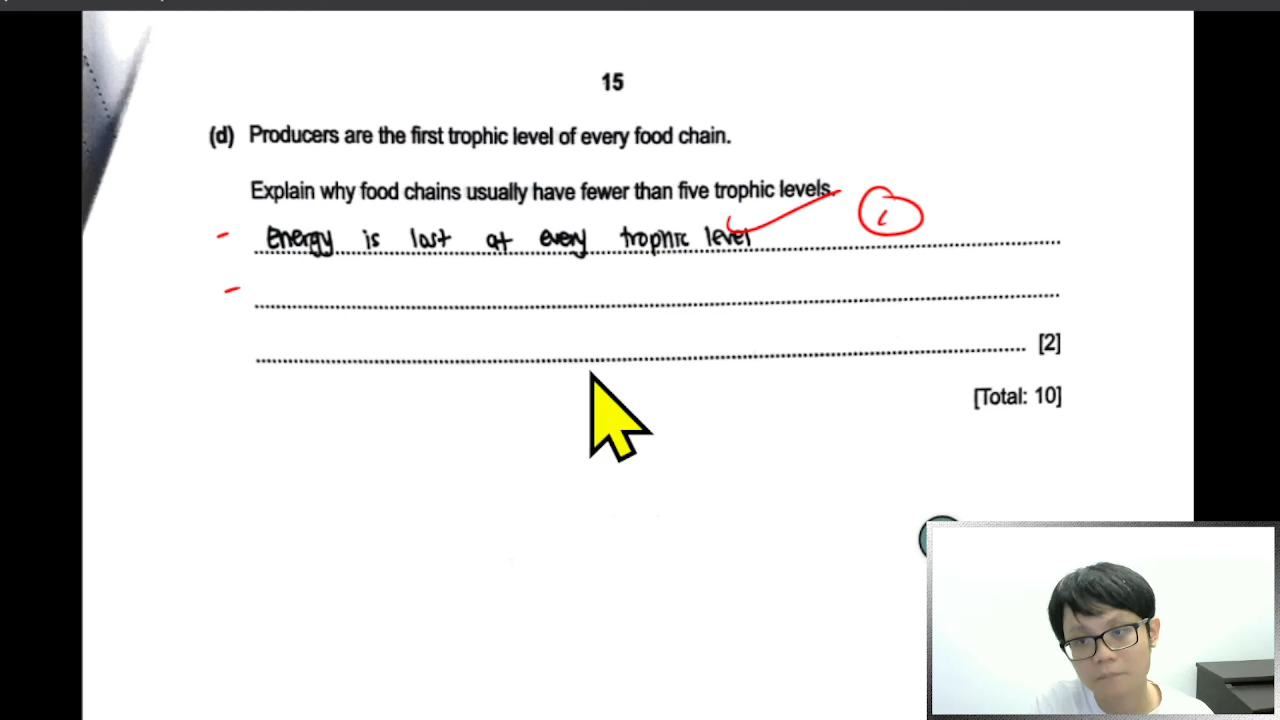 15
(d) Producers are the first trophic level of every food chain.
Explain why food chains usually have fewer than five trophic levels.
Energy is lost at every trophic level
[2]
[Total: 10]